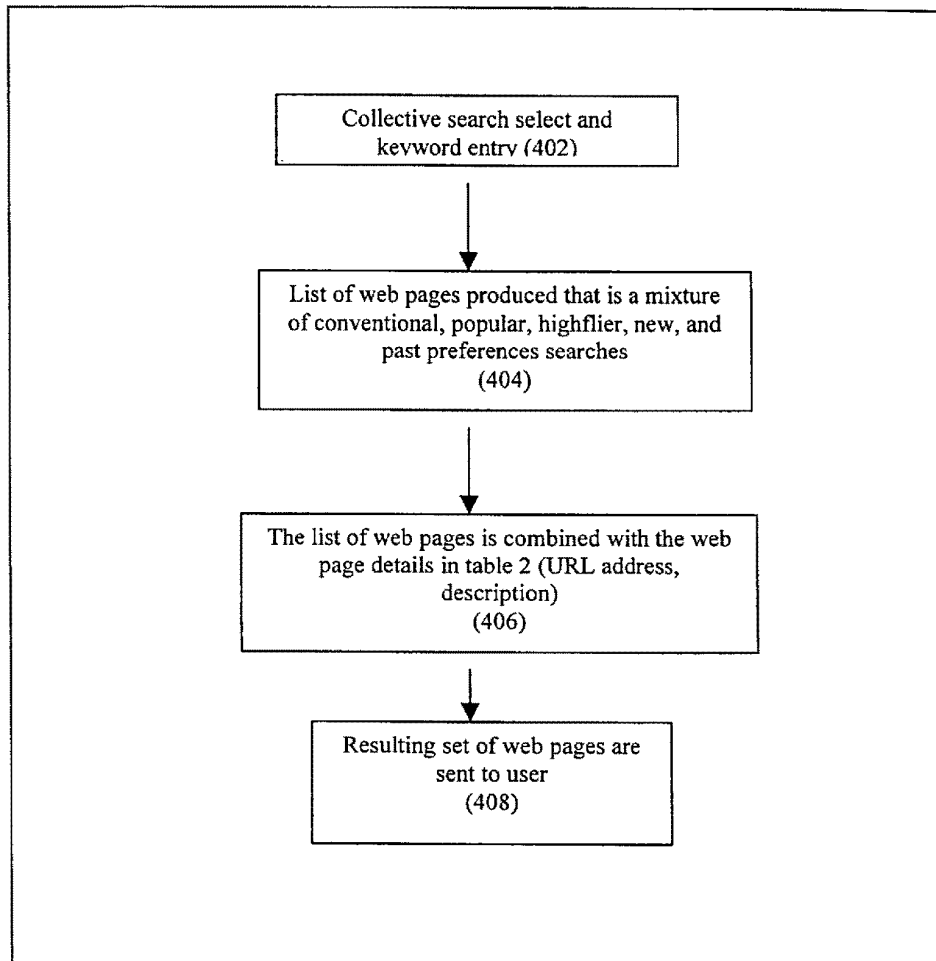 Collective search select and
keyword entry (402)
List of web pages produced that is a mixture
of conventional, popular, highflier, new, and
past preferences searches
(404)
The list of web pages is combined with the web
page details in table 2 (URL address,
description)
(406)
Resulting set of web pages are
sent to user
(408)